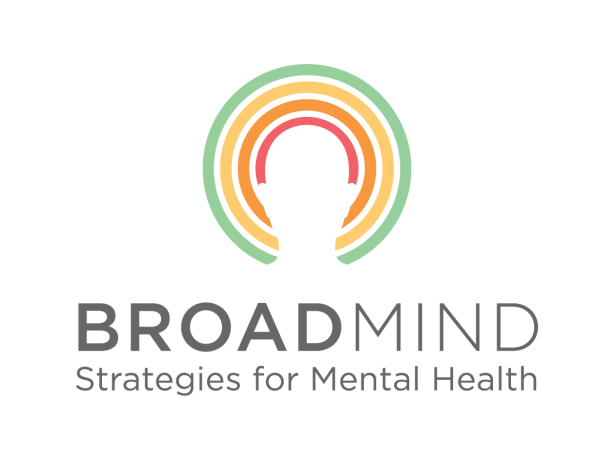 BROADMIND
Strategies for Mental Health